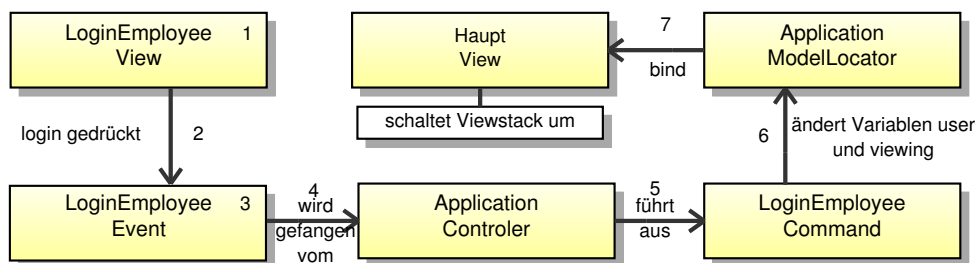 LoginEmployee 1
View
Haupt
View
7
bind
Application
ModelLocator
schaltet Viewstack um
login gedrückt 2
6 ändert Variablen user
und viewing
LoginEmployee 3
Event
4
wird
gefangen
vom
Application
Controler
5
führt
aus
LoginEmployee
Command